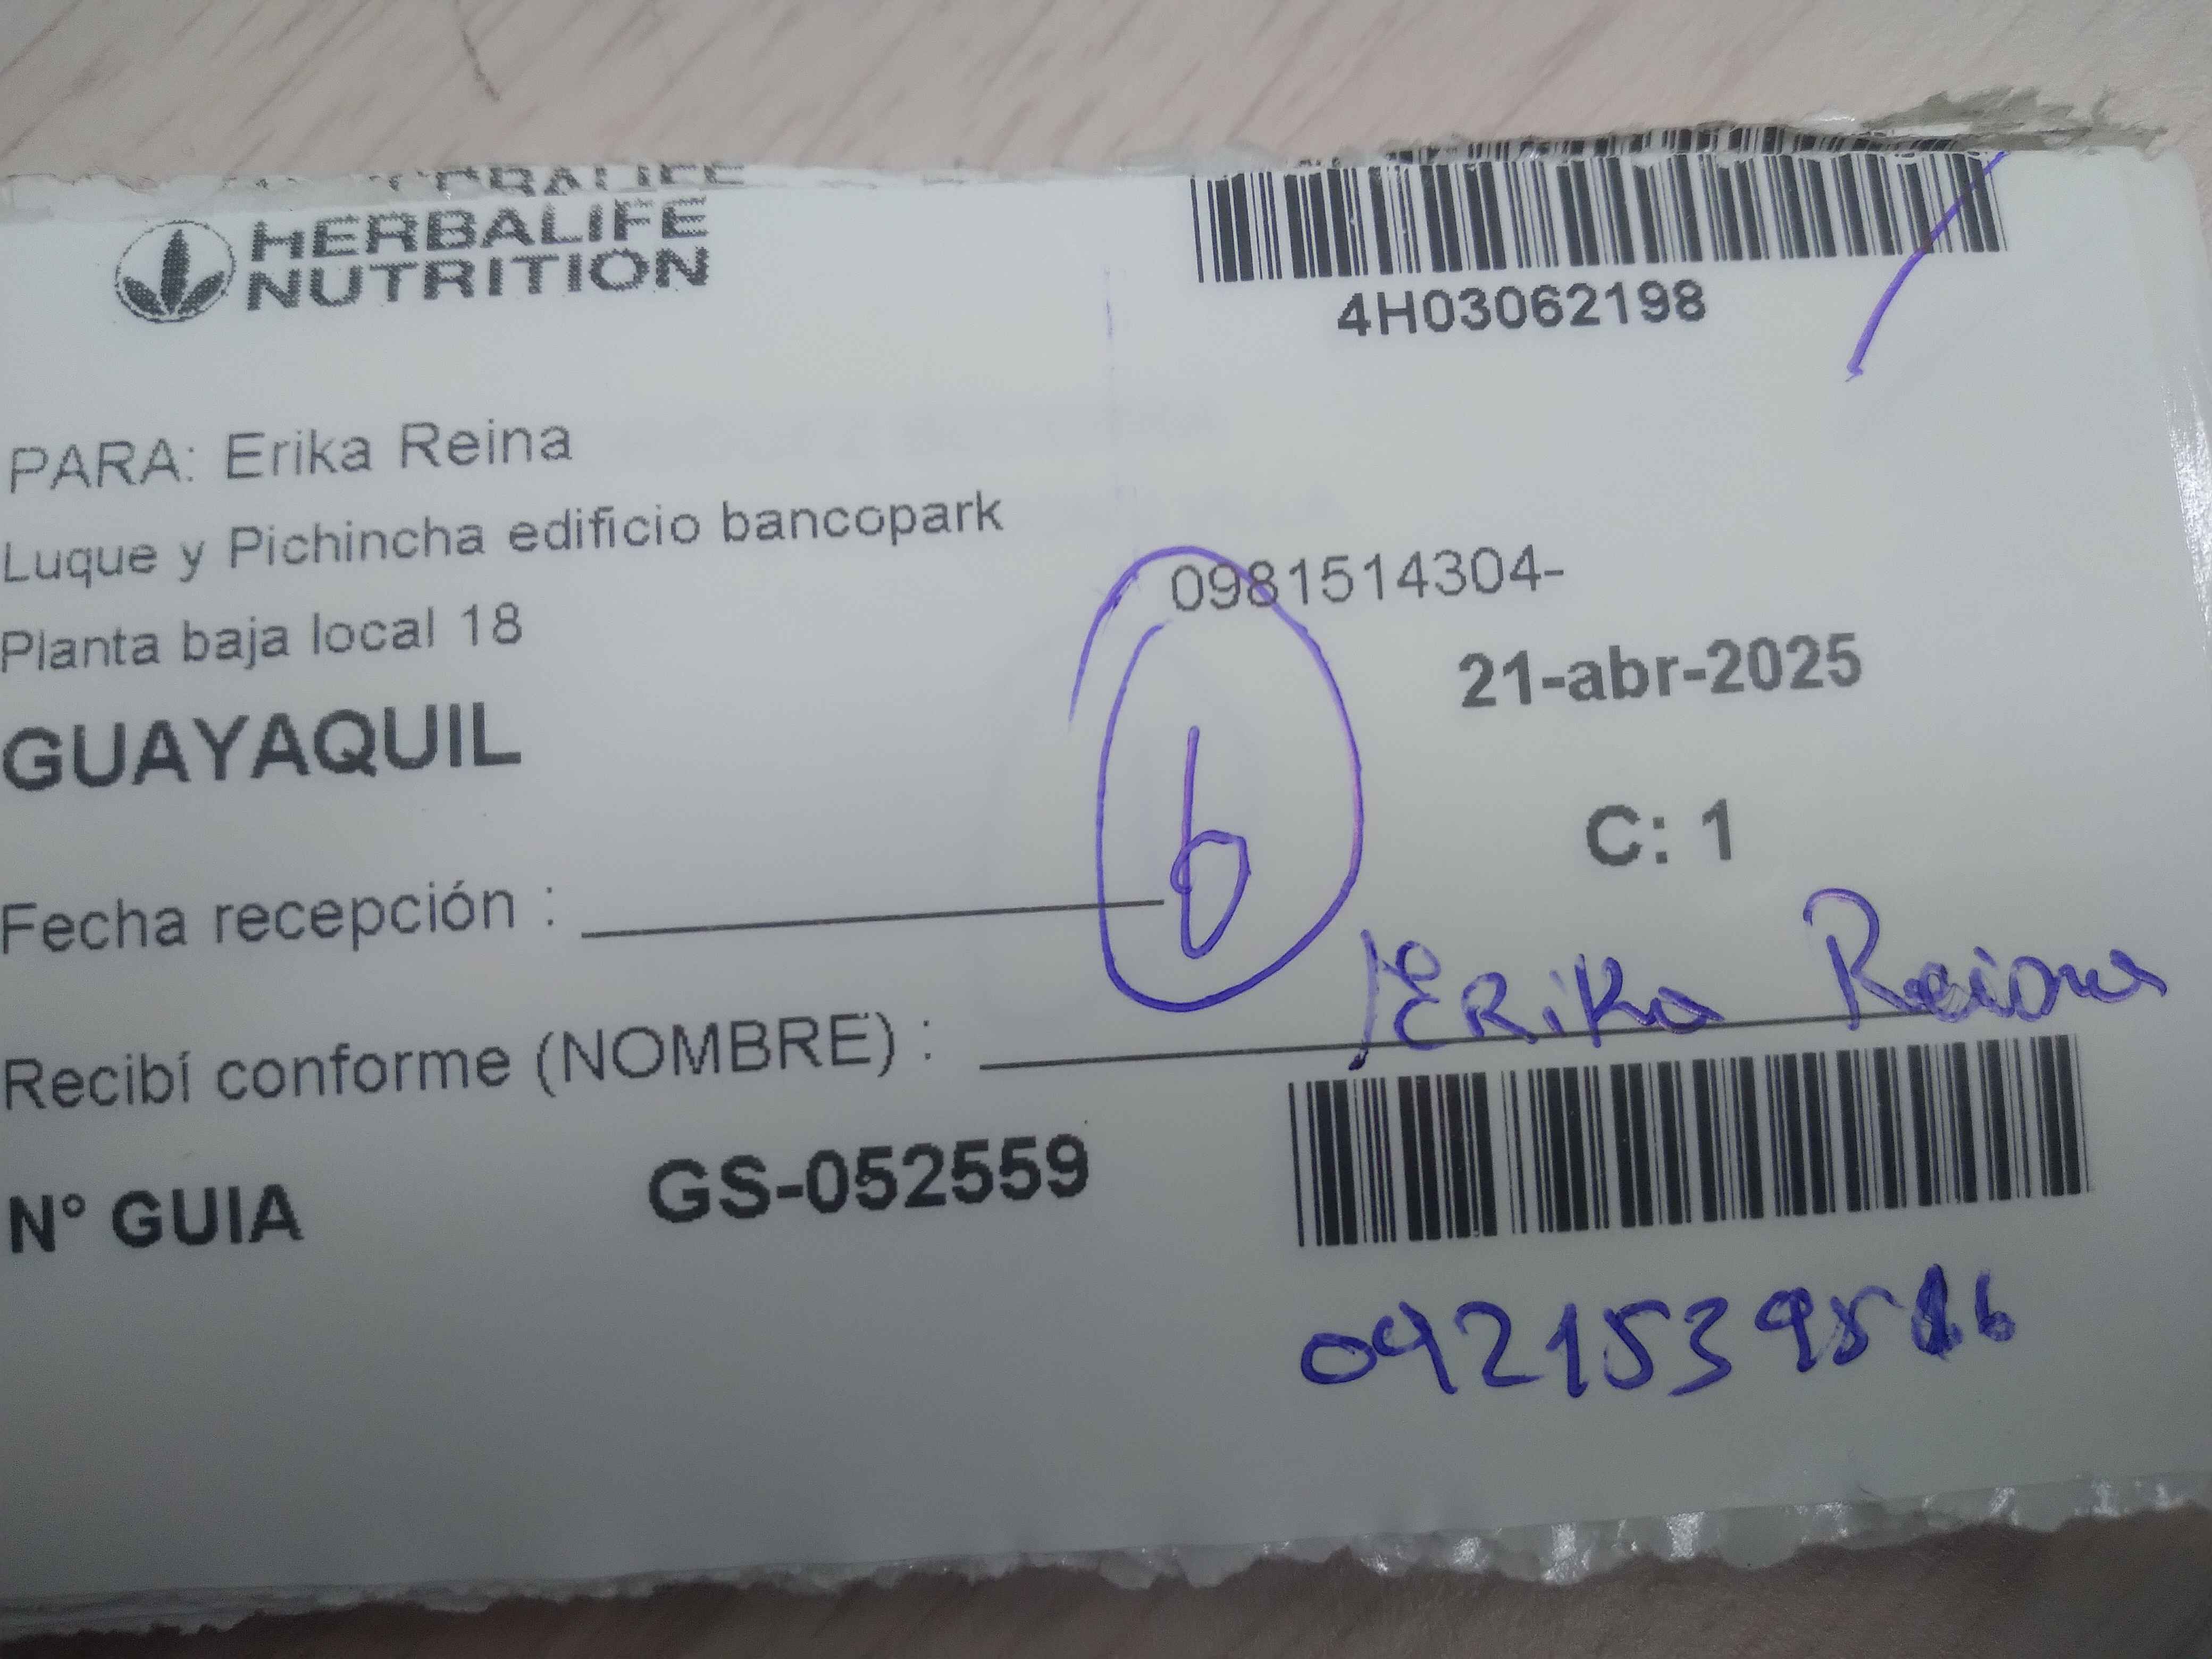 HERBALIFE
NUTRITION
4H03062198
PARA: Erika Reina
Luque y Pichincha edificio bancopark
0981514304-
Planta baja local 18
21-abr-2025
GUAYAQUIL
6
C: 1
Fecha recepción :
Erika Reina
Recibí conforme (NOMBRE) :
N° GUIA GS-052559